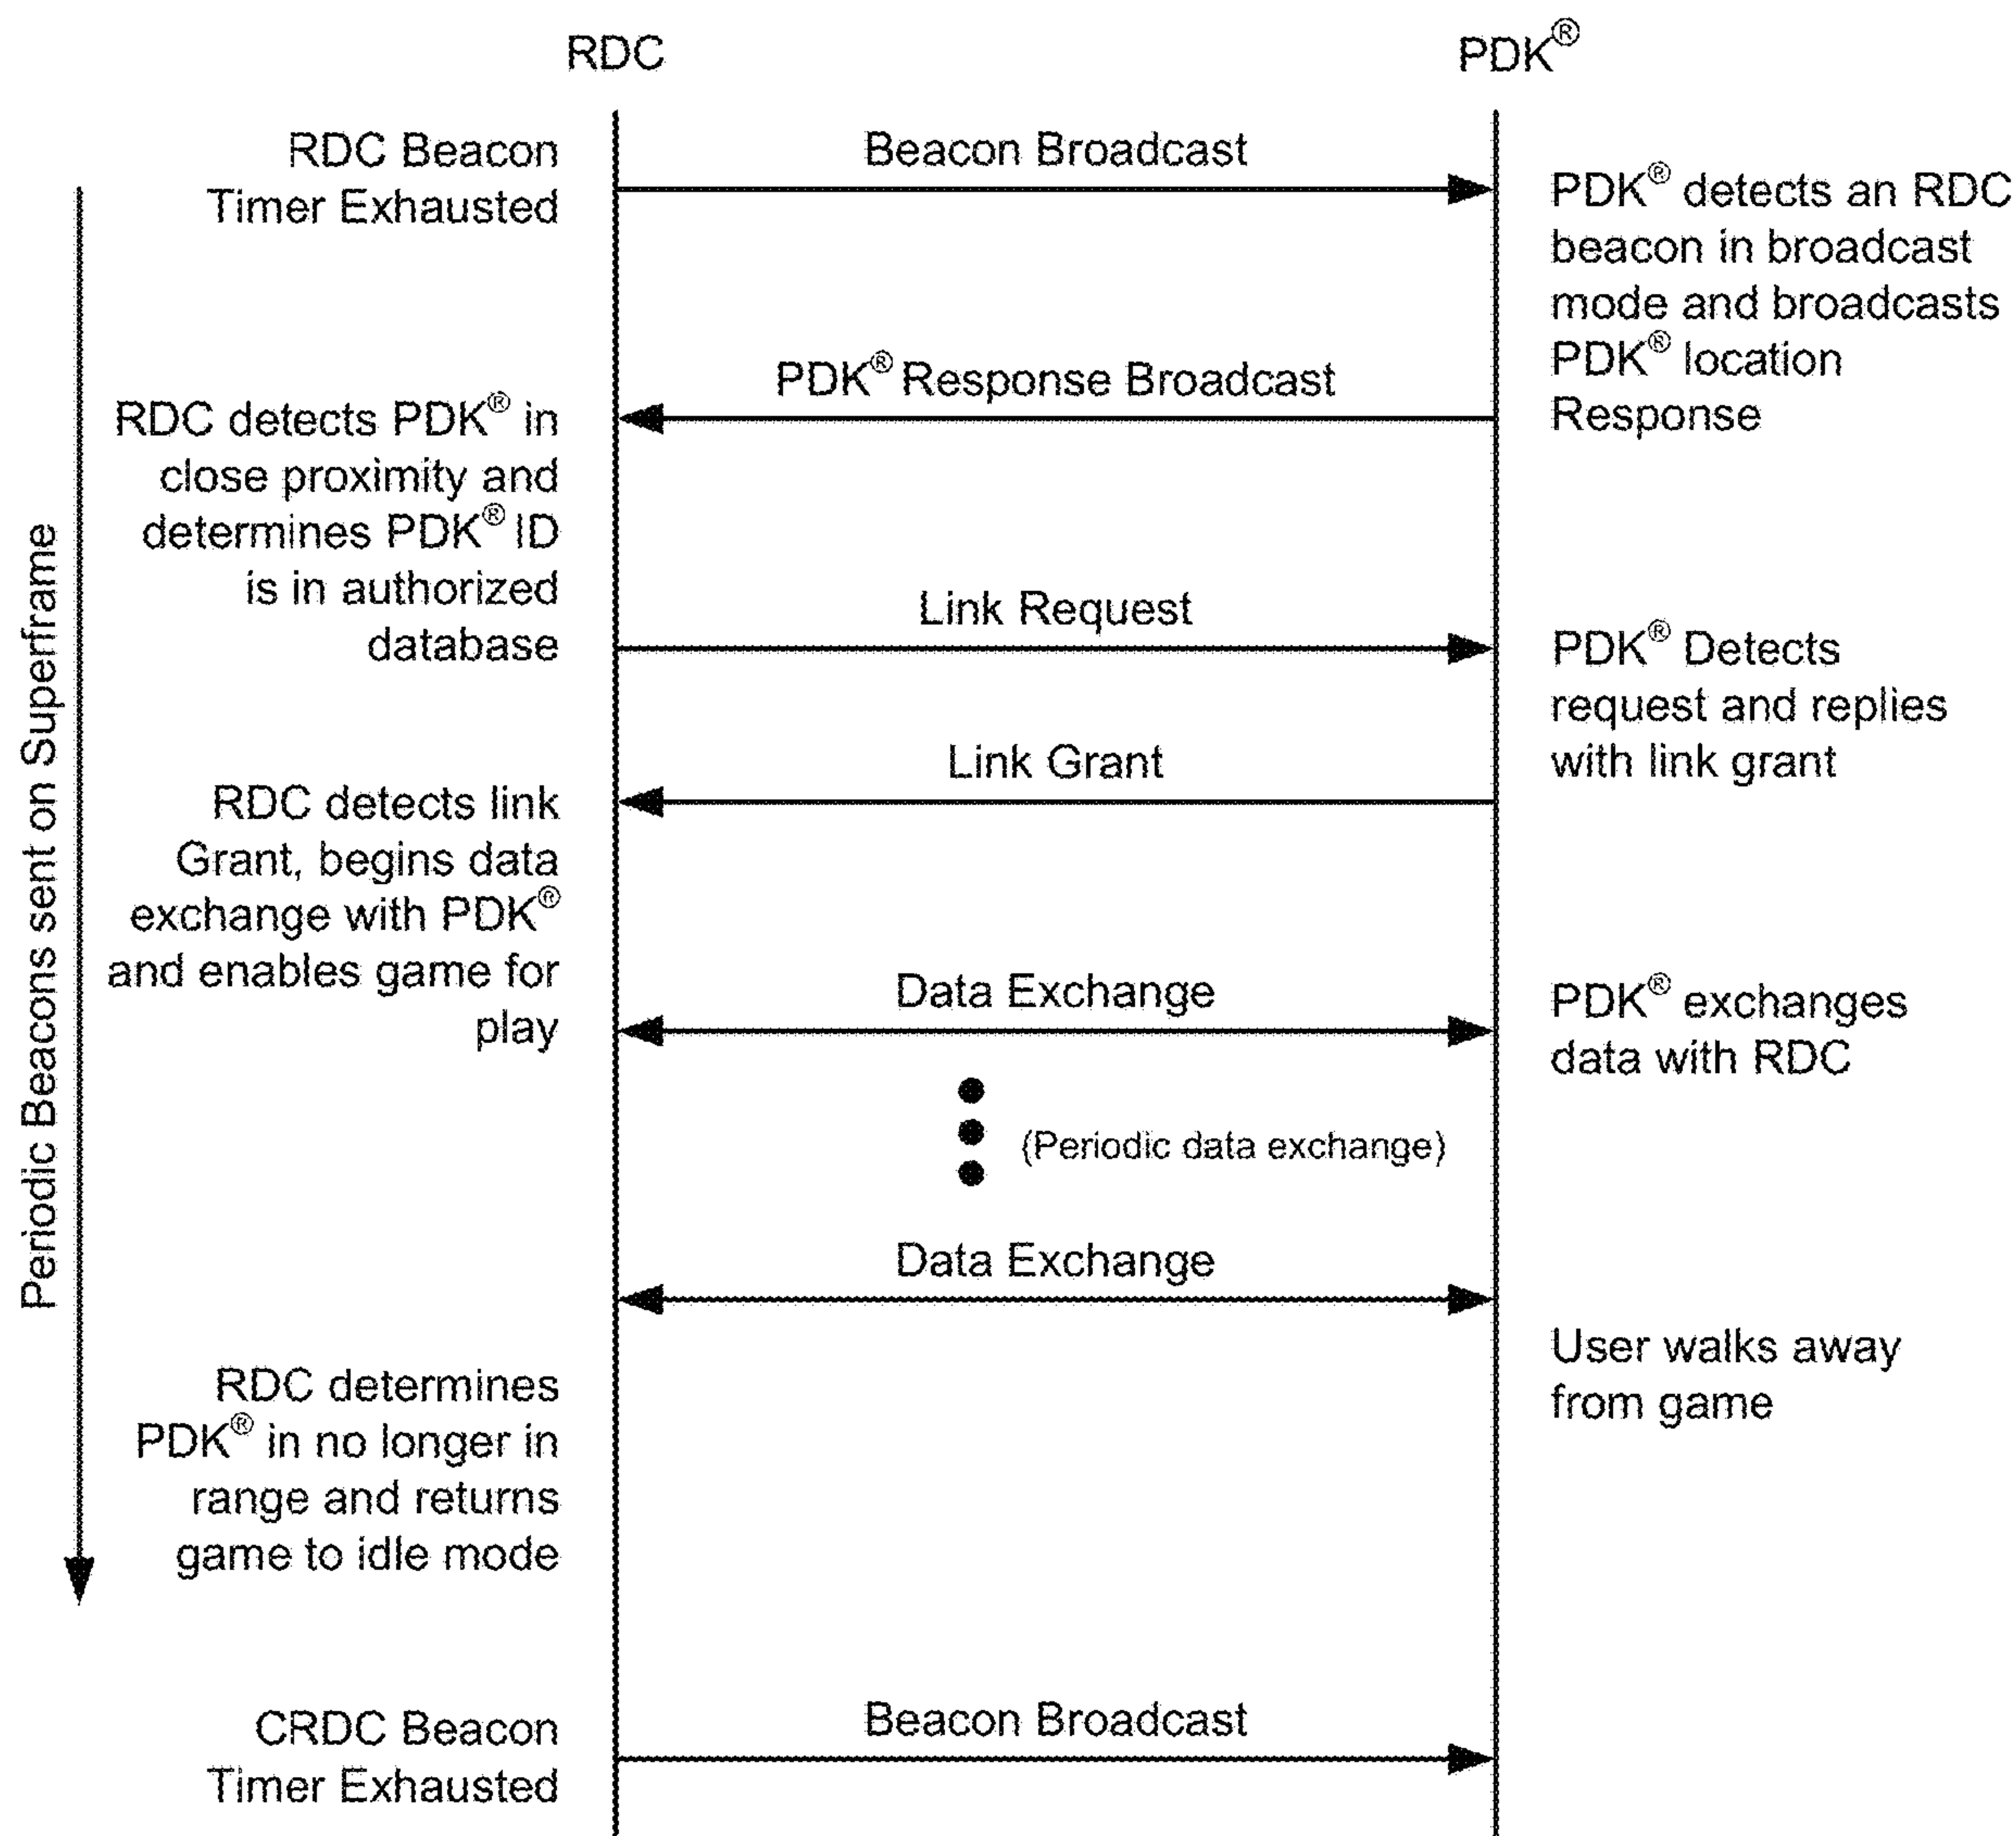 RDC
PDK®
RDC Beacon
Timer Exhausted
Beacon Broadcast
PDK® detects an RDC
beacon in broadcast
mode and broadcasts
PDK® location
Response
PDK® Response Broadcast
RDC detects PDK® in
close proximity and
determines PDK® ID
is in authorized
database
Link Request
PDK® Detects
request and replies
with link grant
Link Grant
RDC detects link
Grant, begins data
exchange with PDK®
and enables game for
play
Data Exchange
PDK® exchanges
data with RDC
(Periodic data exchange)
Data Exchange
User walks away
from game
RDC determines
PDK® in no longer in
range and returns
game to idle mode
CRDC Beacon
Timer Exhausted
Beacon Broadcast
Periodic Beacons sent on Superframe